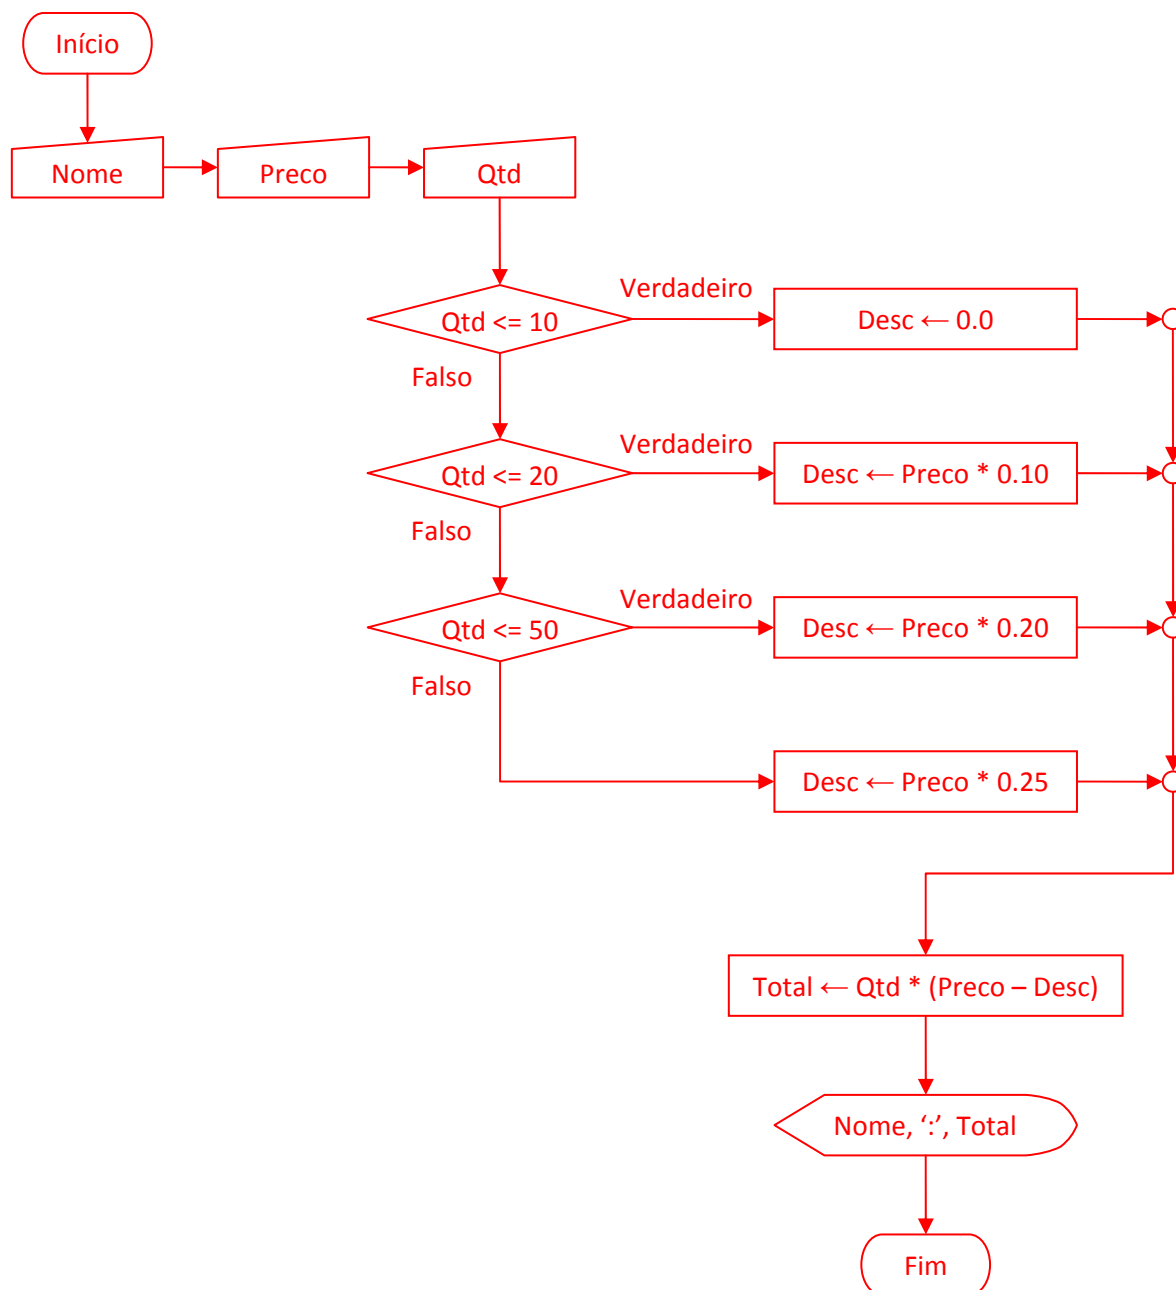 Início
Nome
Preco
Qtd
Qtd <= 10
Verdadeiro
Desc ← 0.0
Falso
Qtd <= 20
Verdadeiro
Desc ← Preco * 0.10
Falso
Qtd <= 50
Verdadeiro
Desc ← Preco * 0.20
Falso
Desc ← Preco * 0.25
Total ← Qtd * (Preco – Desc)
Nome, ‘:’, Total
Fim